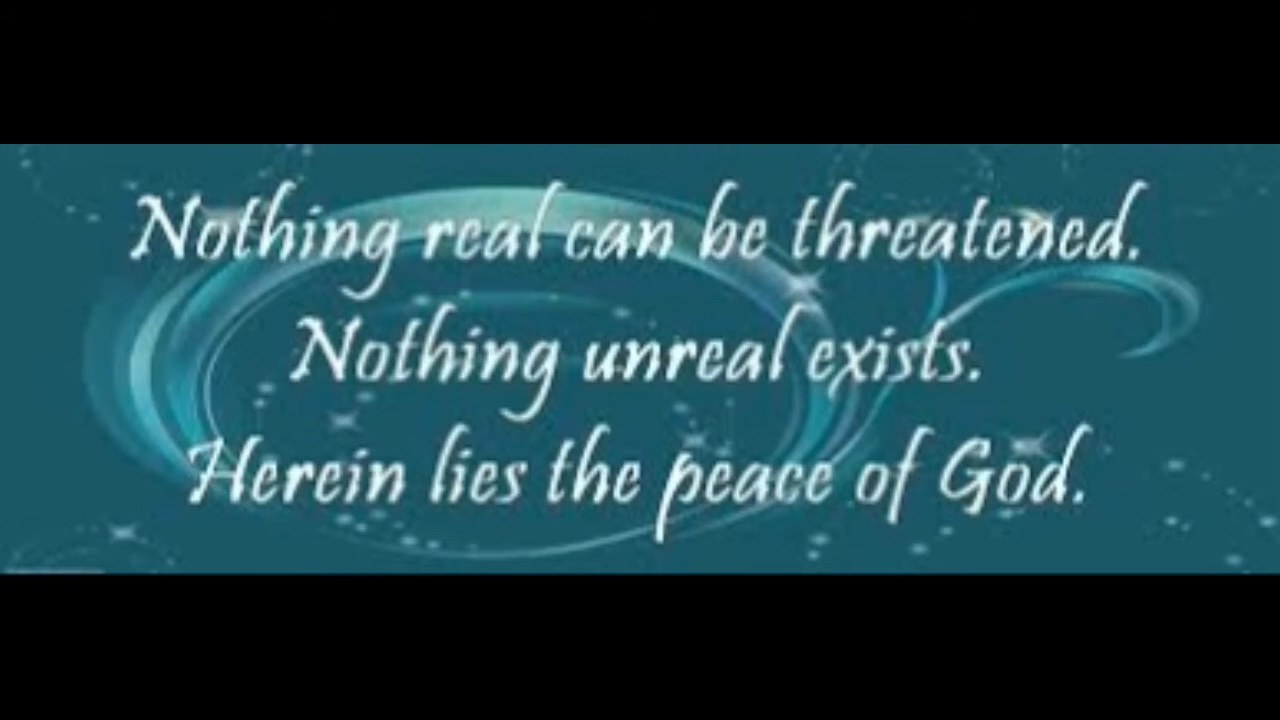 Nothing real can be threatened.
Nothing unreal exists.
Herein lies the peace of God.